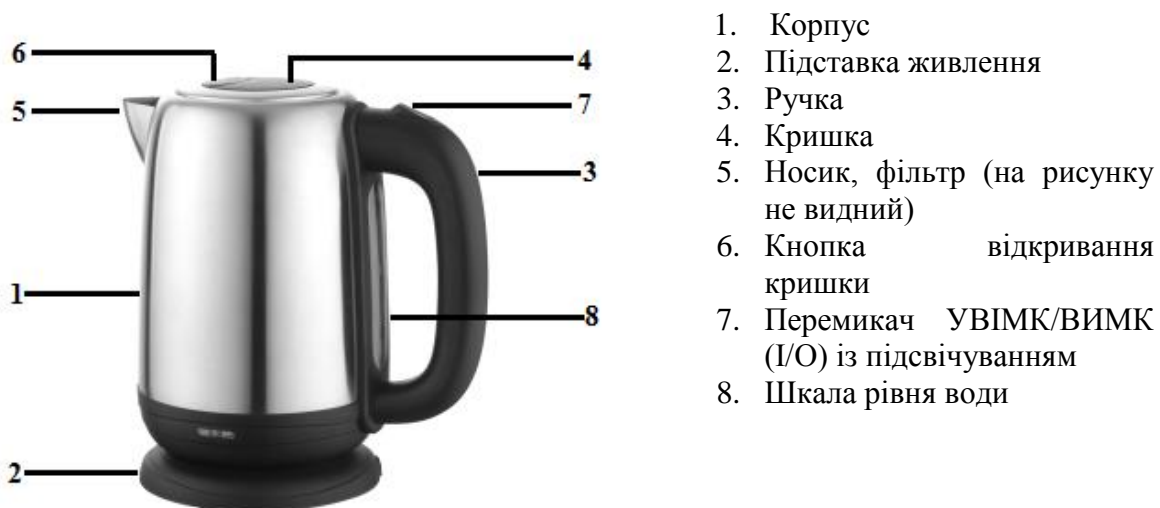 6
4
5
7
3
1
8
2
1. Корпус
2. Підставка живлення
3. Ручка
4. Кришка
5. Носик, фільтр (на рисунку
не видний)
6. Кнопка відкривання
кришки
7. Перемикач УВІМК/ВИМК
(I/O) із підсвічуванням
8. Шкала рівня води